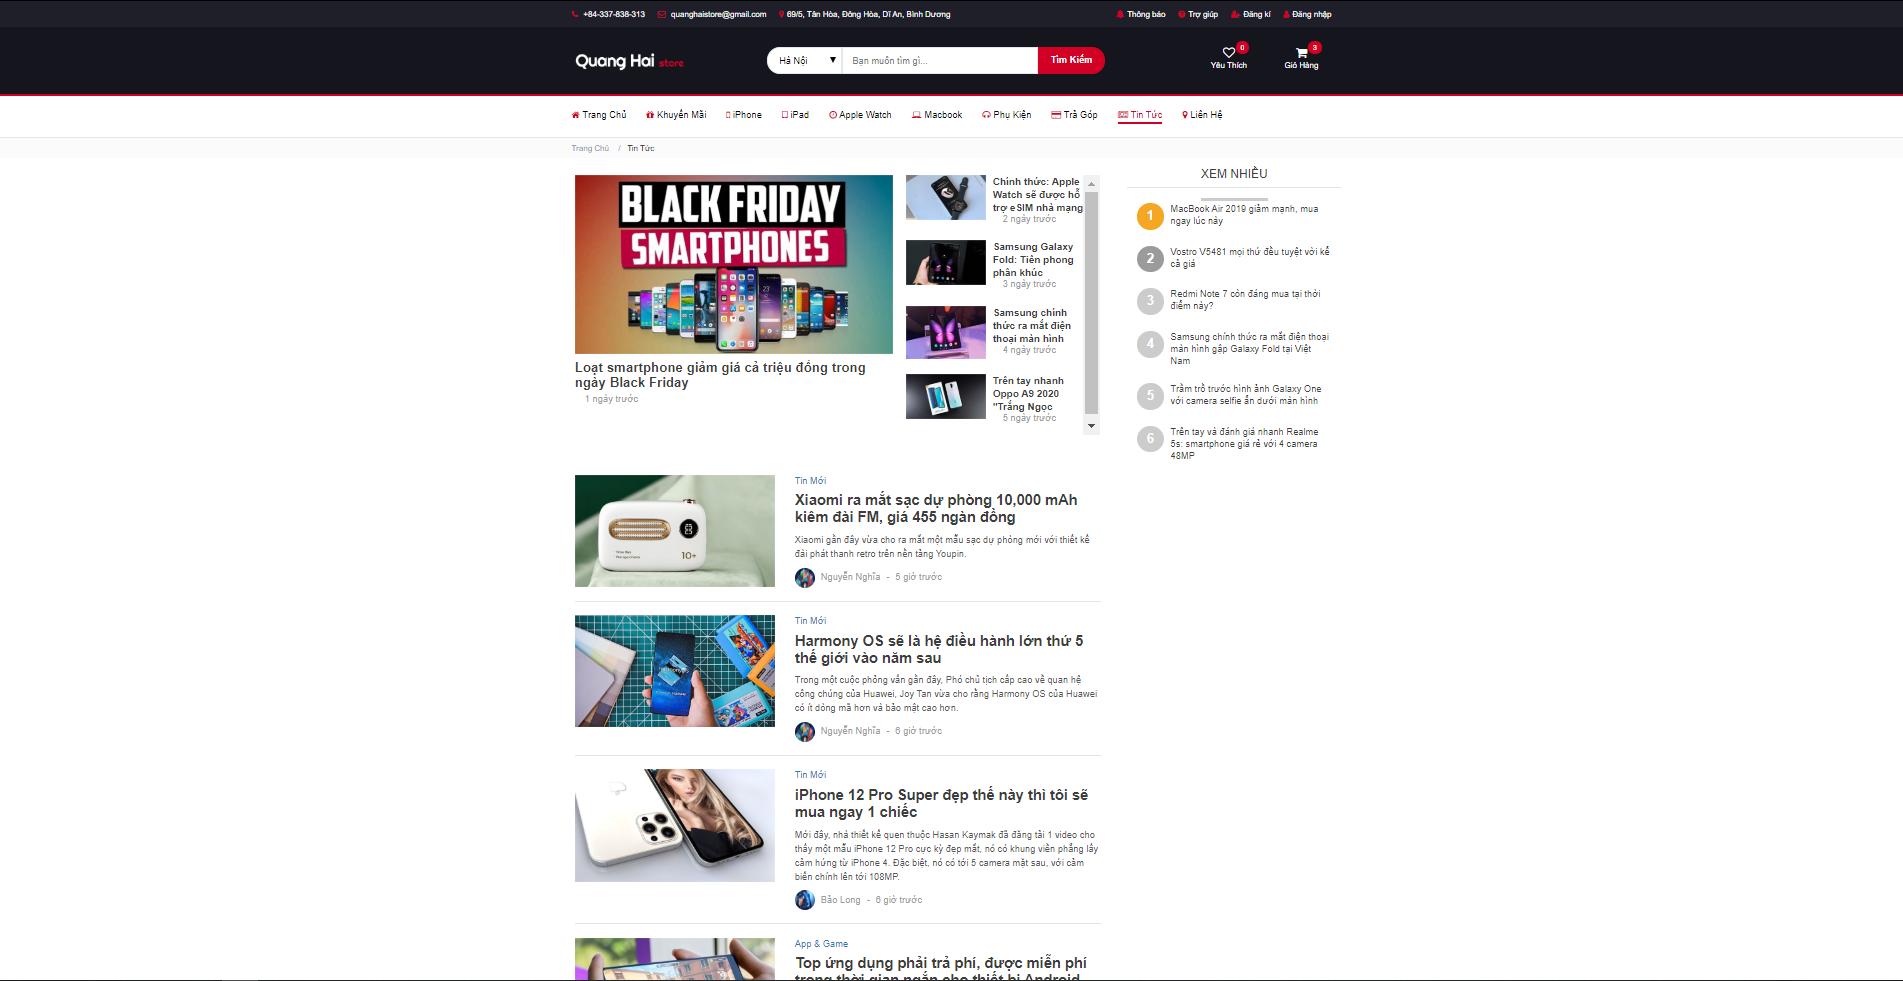 +84-337-838-313 quanghaistore@gmail.com 69/5, Tân Hòa, Đông Hòa, Dĩ An, Bình Dương Thông báo Trợ giúp Đăng kí Đăng nhập
Quang Hai store Hà Nội Bạn muốn tìm gì... Tìm Kiếm
0 3
Yêu Thích Giỏ Hàng
Trang Chủ Khuyến Mãi iPhone iPad Apple Watch Macbook Phụ Kiện Trả Góp Tin Tức Liên Hệ
Trang Chủ / Tin Tức
BLACK FRIDAY
SMARTPHONES
Loạt smartphone giảm giá cả triệu đồng trong
ngày Black Friday
1 ngày trước
Chính thức: Apple
Watch sẽ được hỗ
trợ eSIM nhà mạng
2 ngày trước
Samsung Galaxy
Fold: Tiên phong
phân khúc
3 ngày trước
Samsung chính
thức ra mắt điện
thoại màn hình
4 ngày trước
Trên tay nhanh
Oppo A9 2020
"Trắng Ngọc
5 ngày trước
XEM NHIỀU
1 MacBook Air 2019 giảm mạnh, mua
ngay lúc này
2 Vostro V5481 mọi thứ đều tuyệt vời kể
cả giá
3 Redmi Note 7 còn đáng mua tại thời
điểm này?
4 Samsung chính thức ra mắt điện thoại
màn hình gập Galaxy Fold tại Việt
Nam
5 Trầm trồ trước hình ảnh Galaxy One
với camera selfie ẩn dưới màn hình
6 Trên tay và đánh giá nhanh Realme
5s: smartphone giá rẻ với 4 camera
48MP
10+
Tin Mới
Xiaomi ra mắt sạc dự phòng 10,000 mAh
kiêm đài FM, giá 455 ngàn đồng
Xiaomi gần đây vừa cho ra mắt một mẫu sạc dự phòng mới với thiết kế
đài phát thanh retro trên nền tảng Youpin.
Nguyễn Nghĩa - 5 giờ trước
Tin Mới
Harmony OS sẽ là hệ điều hành lớn thứ 5
thế giới vào năm sau
Trong một cuộc phỏng vấn gần đây, Phó chủ tịch cấp cao về quan hệ
công chúng của Huawei, Joy Tan vừa cho rằng Harmony OS của Huawei
có ít dòng mã hơn và bảo mật cao hơn.
Nguyễn Nghĩa - 6 giờ trước
Tin Mới
iPhone 12 Pro Super đẹp thế này thì tôi sẽ
mua ngay 1 chiếc
Mới đây, nhà thiết kế quen thuộc Hasan Kaymak đã đăng tải 1 video cho
thấy một mẫu iPhone 12 Pro cực kỳ đẹp mắt, nó có khung viền phẳng lấy
cảm hứng từ iPhone 4. Đặc biệt, nó có tới 5 camera mặt sau, với cảm
biến chính lên tới 108MP.
Bảo Long - 6 giờ trước
App & Game
Top ứng dụng phải trả phí, được miễn phí
trong thời gian ngắn cho thiết bị Android